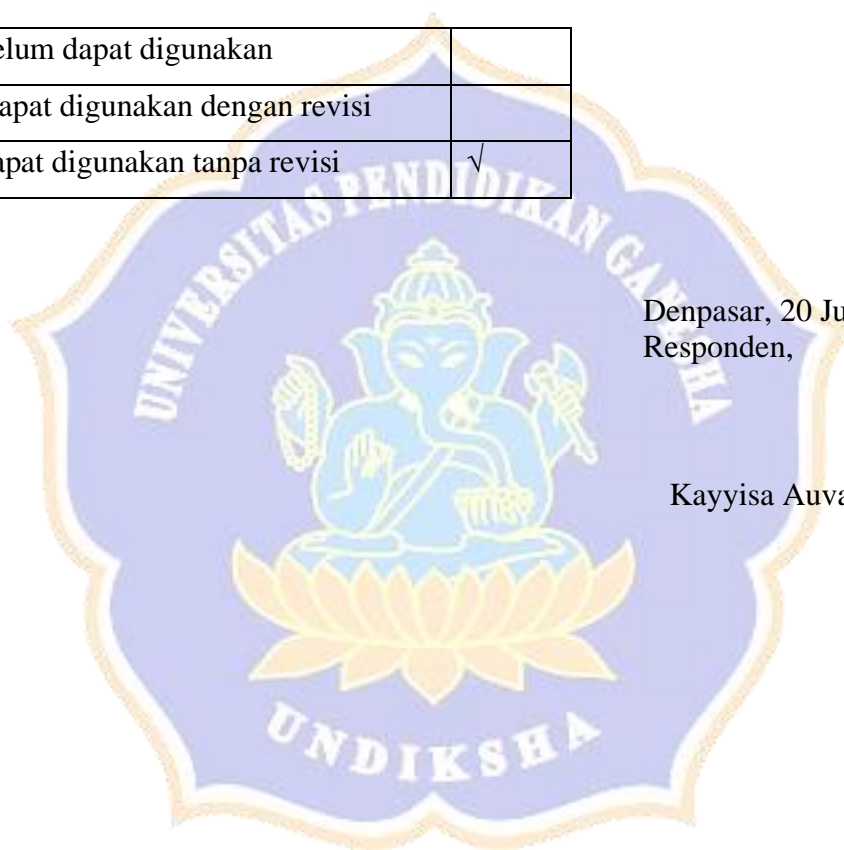 elum dapat digunakan
apat digunakan dengan revisi
apat digunakan tanpa revisi √
UNIVERSITAS PENDIDIKAN GANESHA
Denpasar, 20 Ju
Responden,
Kayyisa Auva
UNDIKSHA